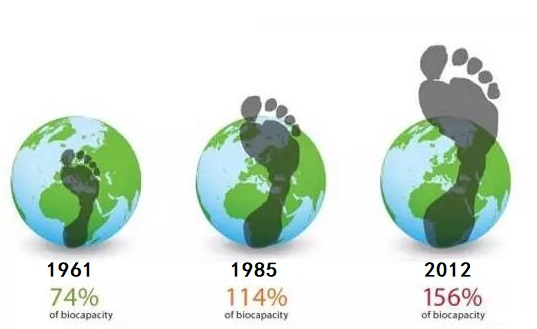 1961
74%
of biocapacity
1985
114%
of biocapacity
2012
156%
of biocapacity